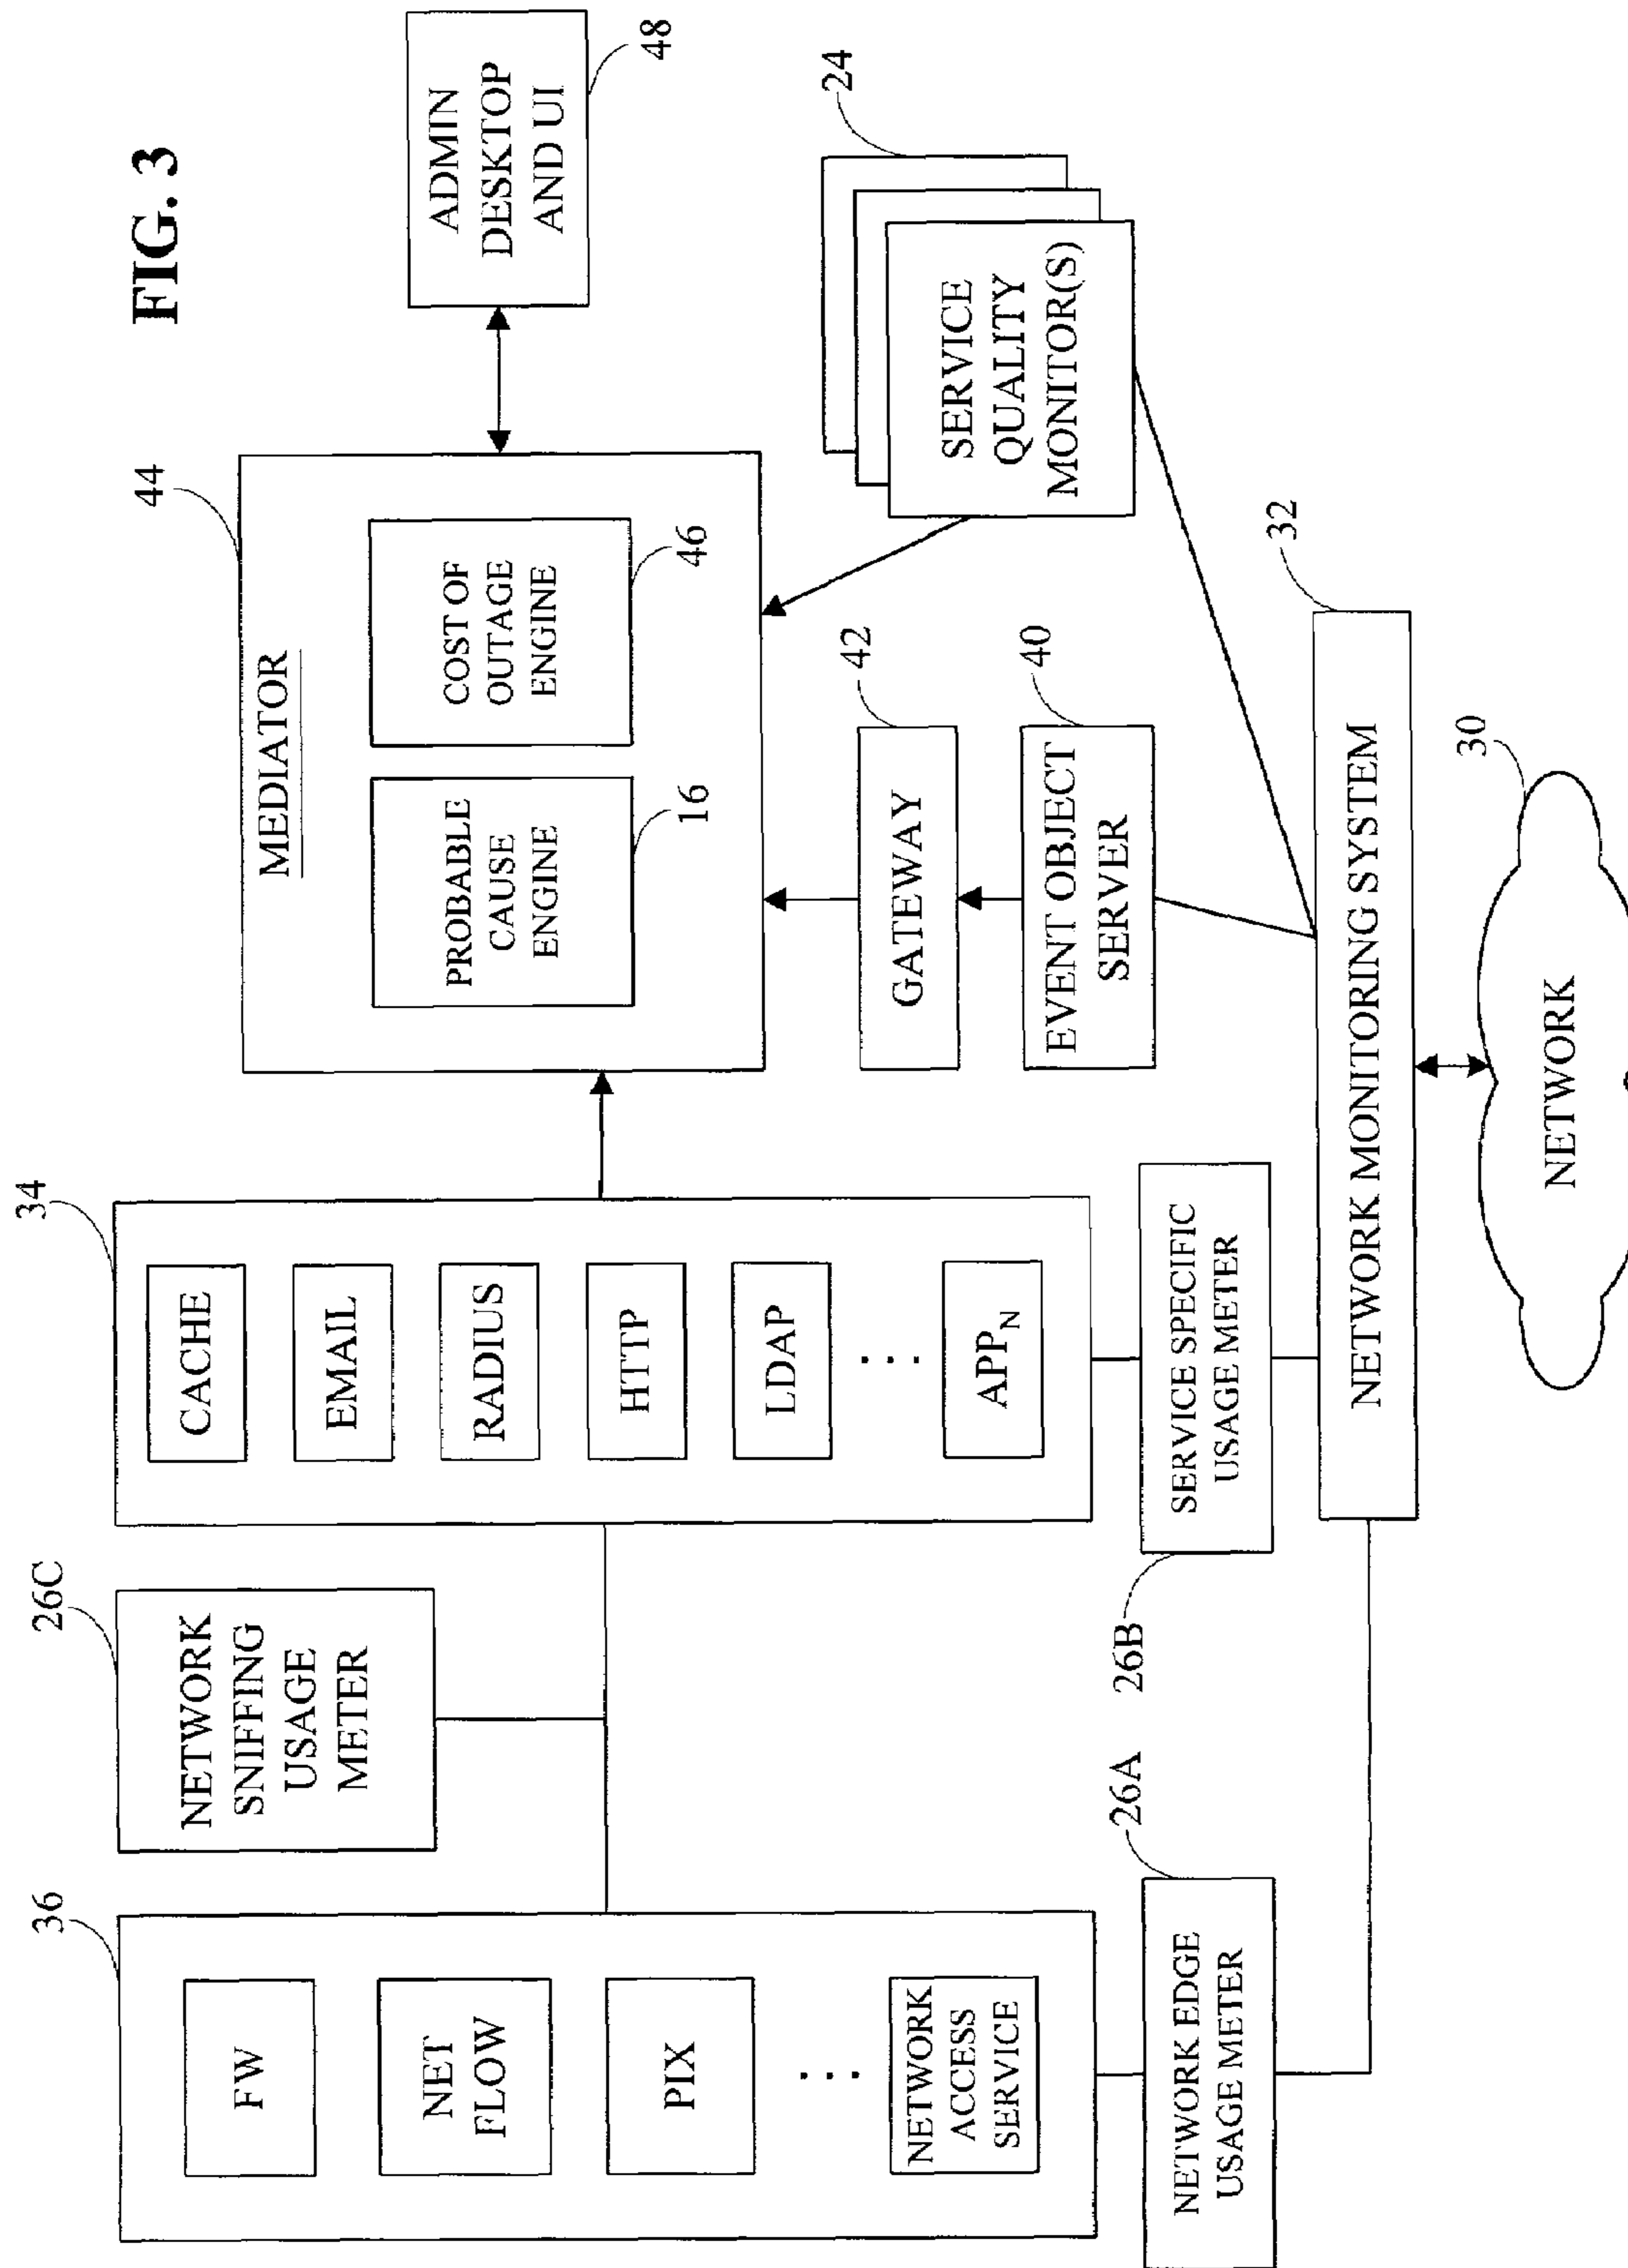 FIG. 3
36
FW
NET
FLOW
PIX
...
NETWORK
ACCESS
SERVICE
NETWORK EDGE
USAGE METER
26A
26C
NETWORK
SNIFFING
USAGE
METER
34
CACHE
EMAIL
RADIUS
HTTP
LDAP
...
APPN
SERVICE SPECIFIC
USAGE METER
26B
44
MEDIATOR
PROBABLE
CAUSE
ENGINE
16
COST OF
OUTAGE
ENGINE
46
ADMIN
DESKTOP
AND UI
48
GATEWAY
42
EVENT OBJECT
SERVER
40
SERVICE
QUALITY
MONITOR(S)
24
NETWORK MONITORING SYSTEM
32
NETWORK
30